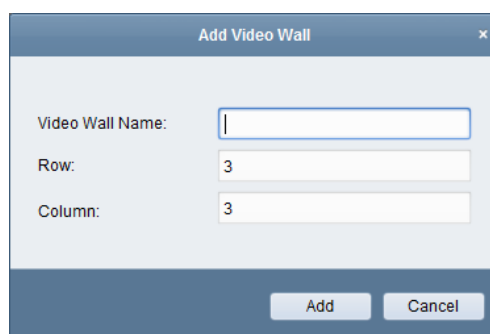 Add Video Wall ×
Video Wall Name:
Row: 3
Column: 3
Add Cancel